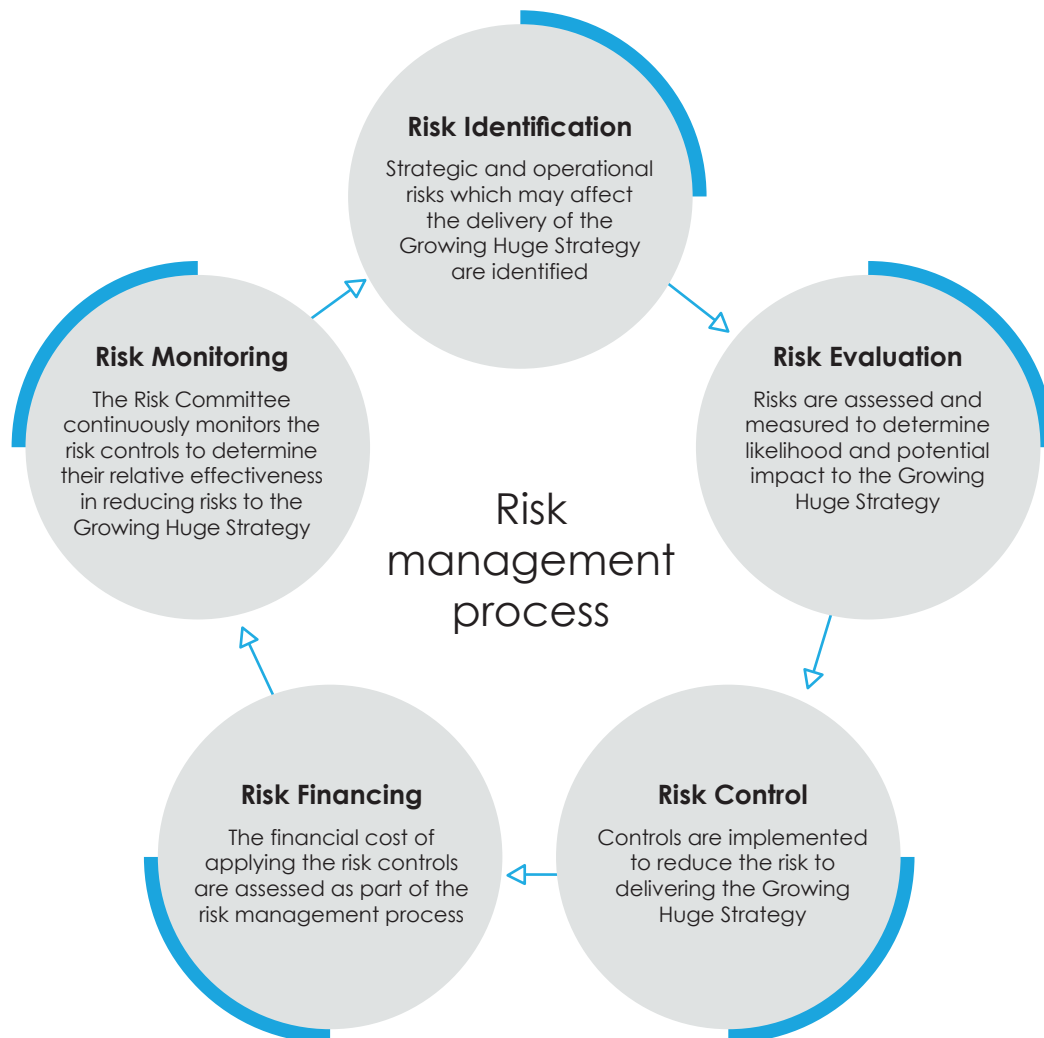 Risk Identification
Strategic and operational
risks which may affect
the delivery of the
Growing Huge Strategy
are identified
Risk Evaluation
Risks are assessed and
measured to determine
likelihood and potential
impact to the Growing
Huge Strategy
Risk Control
Controls are implemented
to reduce the risk to
delivering the Growing
Huge Strategy
Risk Financing
The financial cost of
applying the risk controls
are assessed as part of the
risk management process
Risk Monitoring
The Risk Committee
continuously monitors the
risk controls to determine
their relative effectiveness
in reducing risks to the
Growing Huge Strategy
Risk
management
process